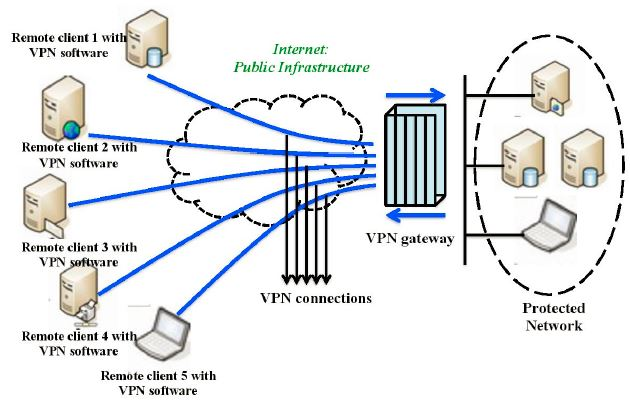 Remote client 1 with
VPN software
Internet:
Public Infrastructure
Remote client 2 with
VPN software
Remote client 3 with
VPN software
VPN gateway
VPN connections
Protected
Network
Remote client 4 with
VPN software
Remote client 5 with
VPN software